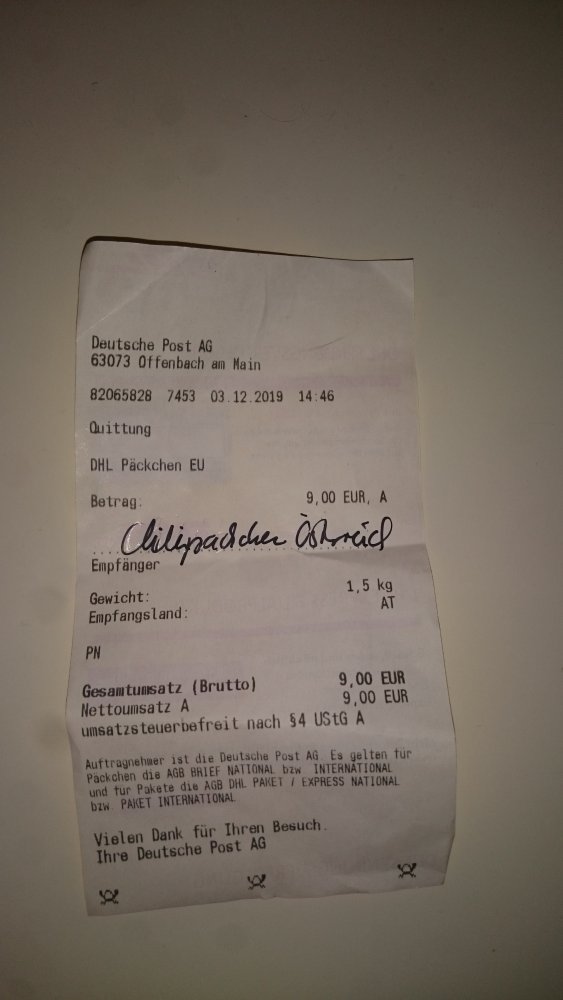 Deutsche Post AG
63073 Offenbach am Main
82065828 7453 03.12.2019 14:46
Quittung
DHL Päckchen EU
Betrag: 9,00 EUR, A
Chilipäckchen Österreich
Empfänger
Gewicht: 1,5 kg
Empfangsland: AT
PN
Gesamtumsatz (Brutto) 9,00 EUR
Nettoumsatz A 9,00 EUR
umsatzsteuerbefreit nach §4 UStG A
Auftragnehmer ist die Deutsche Post AG. Es gelten für
Päckchen die AGB BRIEF NATIONAL bzw. INTERNATIONAL
und für Pakete die AGB DHL PAKET / EXPRESS NATIONAL
bzw. PAKET INTERNATIONAL
Vielen Dank für Ihren Besuch.
Ihre Deutsche Post AG